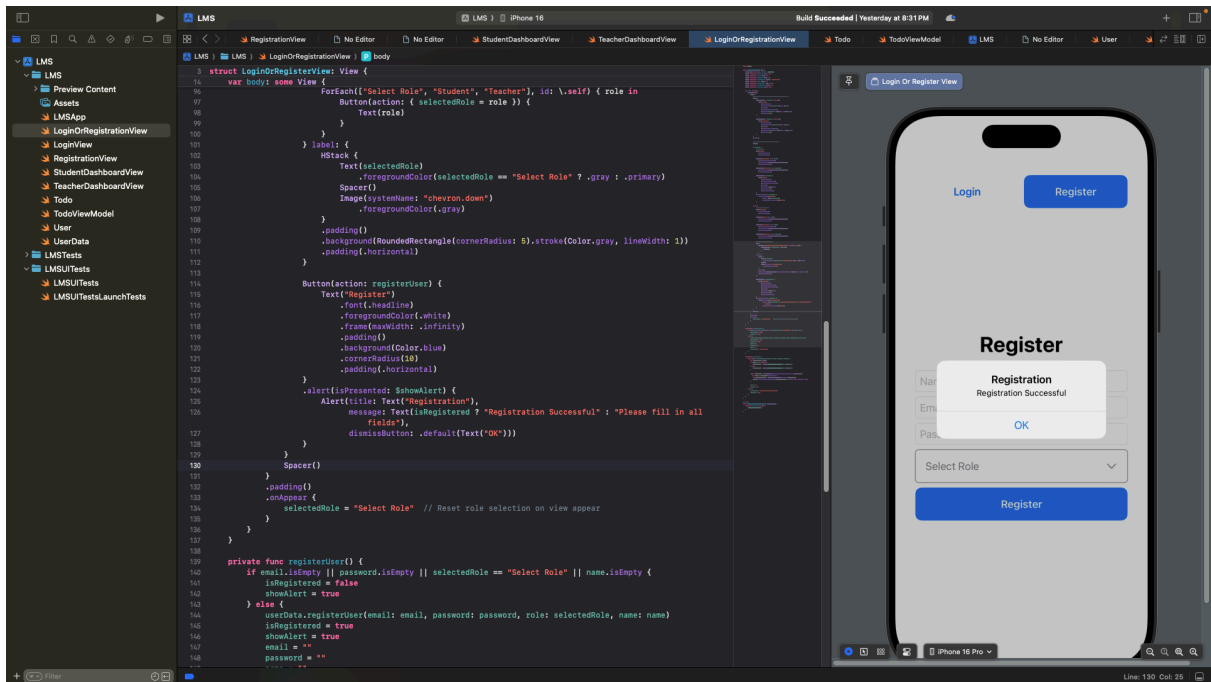 LMS
LMS ⟩ iPhone 16
Build Succeeded | Yesterday at 8:31 PM
RegistrationView
No Editor
No Editor
StudentDashboardView
TeacherDashboardView
LoginOrRegistrationView
Todo
TodoViewModel
LMS
No Editor
User
LMS ⟩ LMS ⟩ LoginOrRegistrationView ⟩ P body
LMS
LMS
Preview Content
Assets
LMSApp
LoginOrRegistrationView
LoginView
RegistrationView
StudentDashboardView
TeacherDashboardView
Todo
TodoViewModel
User
UserData
LMSTests
LMSUITests
LMSUITests
LMSUITestsLaunchTests
Filter
3 struct LoginOrRegisterView: View {
14 var body: some View {
96 ForEach(["Select Role", "Student", "Teacher"], id: \.self) { role in
97 Button(action: { selectedRole = role }) {
98 Text(role)
99 }
100 }
101 } label: {
102 HStack {
103 Text(selectedRole)
104 .foregroundColor(selectedRole == "Select Role" ? .gray : .primary)
105 Spacer()
106 Image(systemName: "chevron.down")
107 .foregroundColor(.gray)
108 }
109 .padding()
110 .background(RoundedRectangle(cornerRadius: 5).stroke(Color.gray, lineWidth: 1))
111 .padding(.horizontal)
112 }
113
114 Button(action: registerUser) {
115 Text("Register")
116 .font(.headline)
117 .foregroundColor(.white)
118 .frame(maxWidth: .infinity)
119 .padding()
120 .background(Color.blue)
121 .cornerRadius(10)
122 .padding(.horizontal)
123 }
124 .alert(isPresented: $showAlert) {
125 Alert(title: Text("Registration"),
126 message: Text(isRegistered ? "Registration Successful" : "Please fill in all
fields"),
127 dismissButton: .default(Text("OK")))
128 }
129 }
130 Spacer()
131 }
132 .padding()
133 .onAppear {
134 selectedRole = "Select Role" // Reset role selection on view appear
135 }
136 }
137 }
138
139 private func registerUser() {
140 if email.isEmpty || password.isEmpty || selectedRole == "Select Role" || name.isEmpty {
141 isRegistered = false
142 showAlert = true
143 } else {
144 userData.registerUser(email: email, password: password, role: selectedRole, name: name)
145 isRegistered = true
146 showAlert = true
147 email = ""
148 password = ""
Login Or Register View
Login
Register
Register
Registration
Registration Successful
OK
Select Role
Register
iPhone 16 Pro
Line: 130 Col: 25